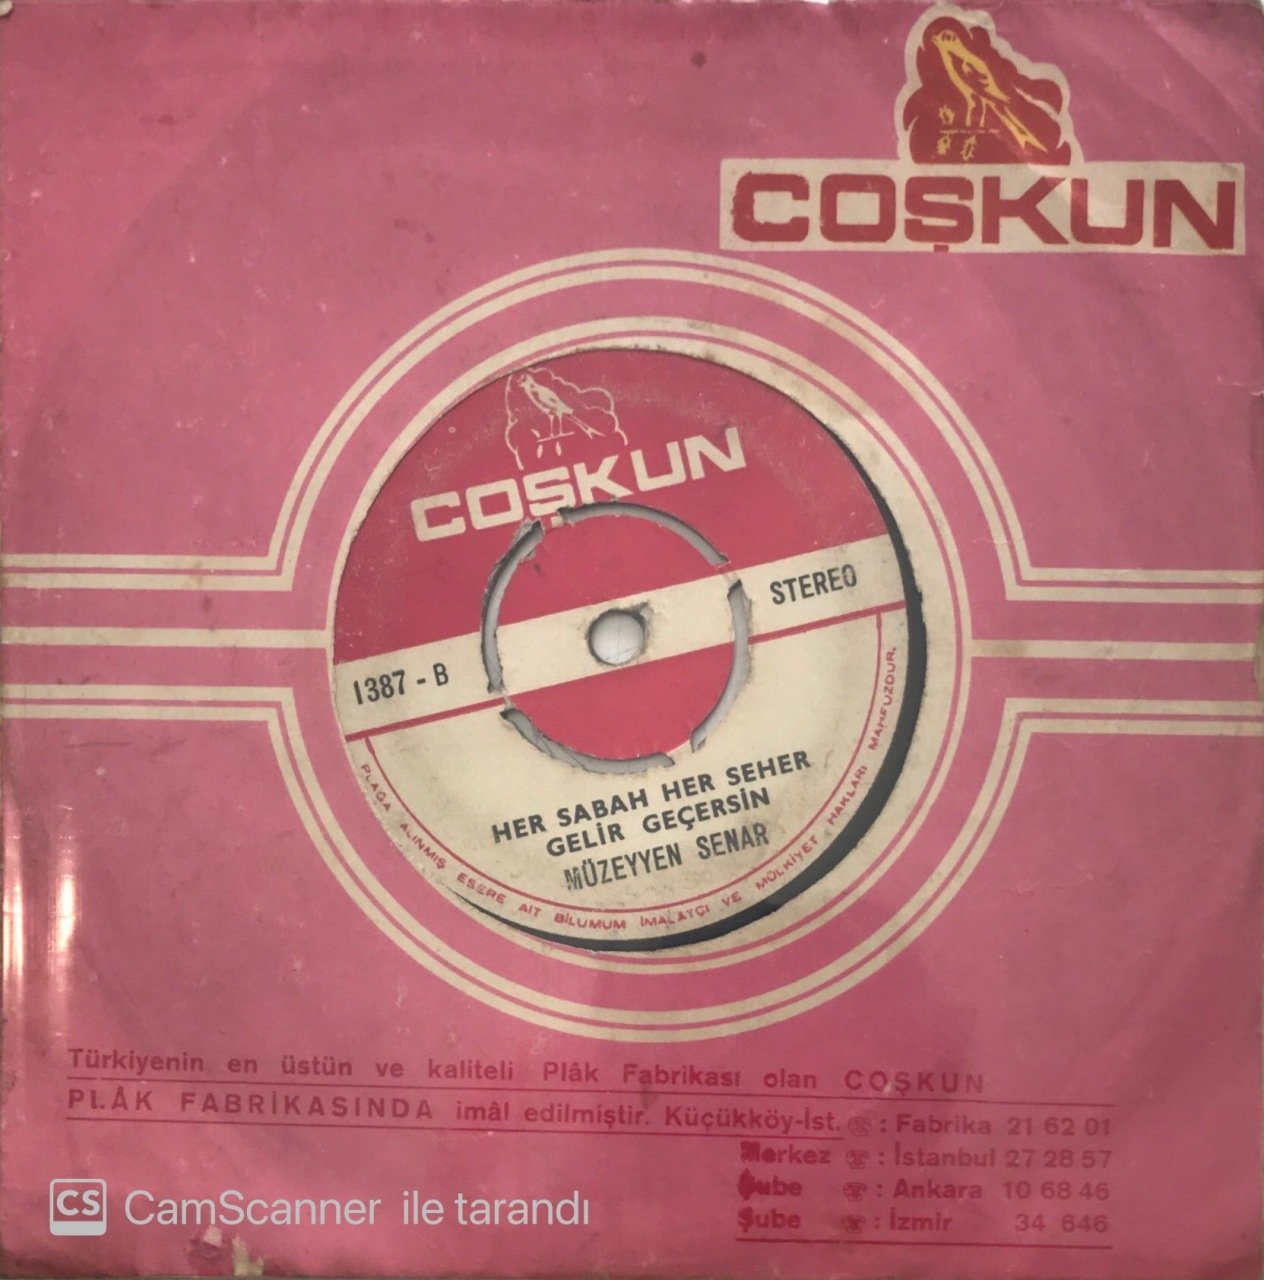 COŞKUN
COŞKUN
STEREO
1387 - B
HER SABAH HER SEHER
GELİR GEÇERSİN
MÜZEYYEN SENAR
PLAĞA ALINMIŞ ESERE AİT BİLUMUM İMALATÇI VE MÜLKİYET HAKLARI MAHFUZDUR.
Türkiyenin en üstün ve kaliteli Plâk Fabrikası olan COŞKUN
PLÂK FABRİKASINDA imâl edilmiştir. Küçükköy-İst. ☎ : Fabrika 21 62 01
Merkez ☎ : İstanbul 27 28 57
Şube ☎ : Ankara 10 68 46
Şube ☎ : İzmir 34 646
CS CamScanner ile tarandı